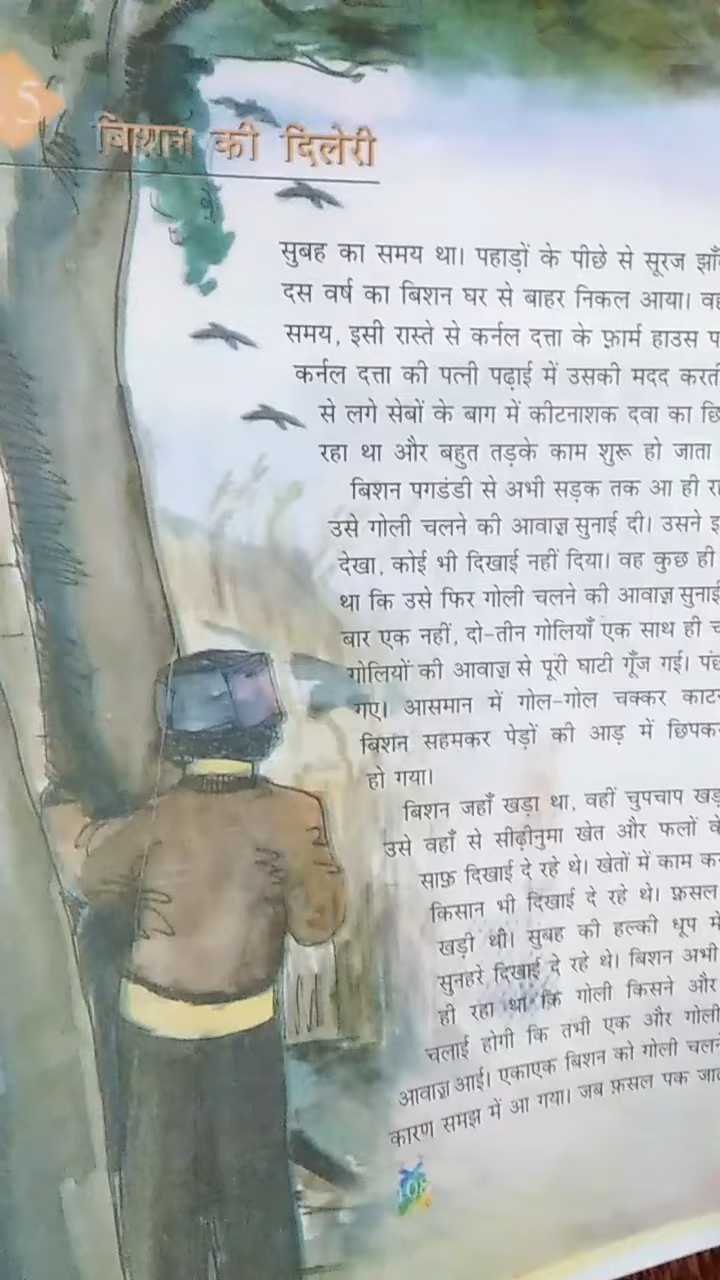 5
बिशन की दिलेरी
सुबह का समय था। पहाड़ों के पीछे से सूरज
दस वर्ष का बिशन घर से बाहर निकल आया।
समय, इसी रास्ते से कर्नल दत्ता के फ़ार्म हाउस
कर्नल दत्ता की पत्नी पढ़ाई में उसकी मदद करती
से लगे सेबों के बाग में कीटनाशक दवा का
रहा था और बहुत तड़के काम शुरू हो जाता
बिशन पगडंडी से अभी सड़क तक आ ही
उसे गोली चलने की आवाज़ सुनाई दी। उसने
देखा, कोई भी दिखाई नहीं दिया। वह कुछ ही
था कि उसे फिर गोली चलने की आवाज़ सुनाई
बार एक नहीं, दो-तीन गोलियाँ एक साथ ही
गोलियों की आवाज़ से पूरी घाटी गूँज गई।
गए। आसमान में गोल-गोल चक्कर
बिशन सहमकर पेड़ों की आड़ में
हो गया।
बिशन जहाँ खड़ा था, वहीं चुपचाप
उसे वहाँ से सीढ़ीनुमा खेत और फलों
साफ़ दिखाई दे रहे थे। खेतों में काम
किसान भी दिखाई दे रहे थे। फ़सल
खड़ी थी। सुबह की हल्की धूप में
सुनहरे दिखाई दे रहे थे। बिशन अभी
ही रहा था कि गोली किसने और
चलाई होगी कि तभी एक और गोली
आवाज़ आई। एकाएक बिशन को गोली
कारण समझ में आ गया। जब फ़सल पक